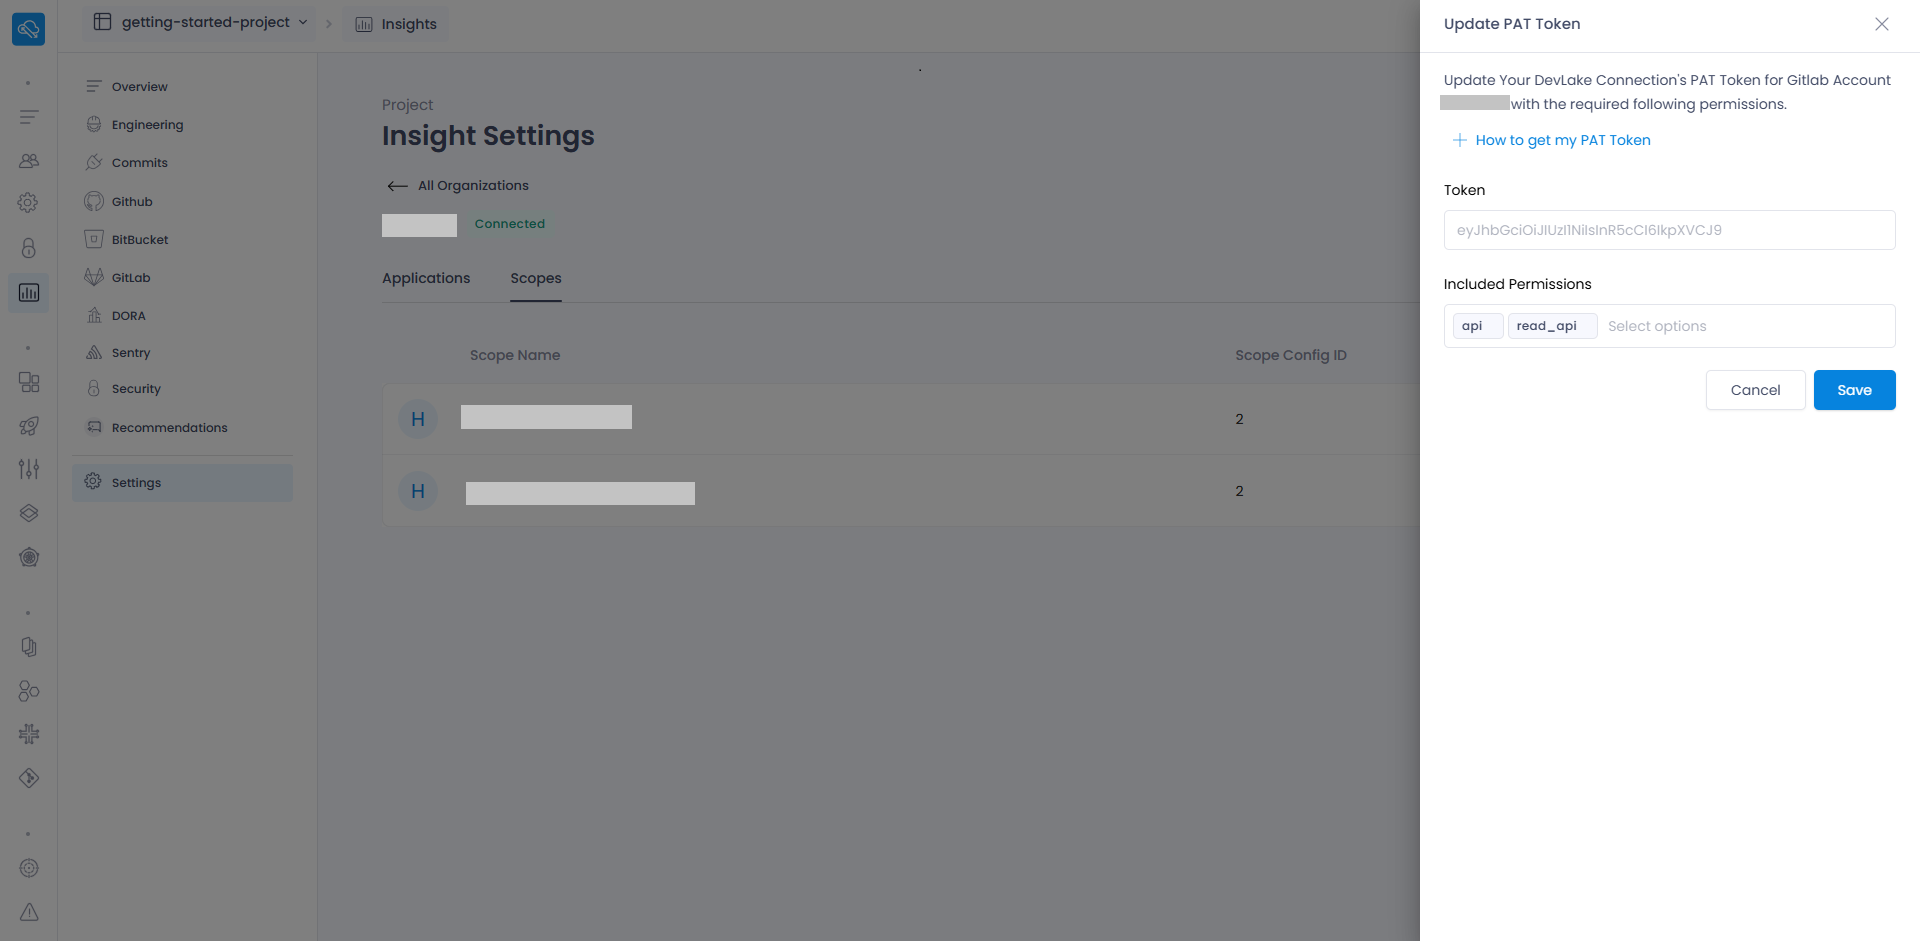 getting-started-project
Insights
Overview
Engineering
Commits
Github
BitBucket
GitLab
DORA
Sentry
Security
Recommendations
Settings
Project
Insight Settings
All Organizations
Connected
Applications
Scopes
Scope Name
Scope Config ID
H
2
H
2
Update PAT Token
Update Your DevLake Connection's PAT Token for Gitlab Account
with the required following permissions.
How to get my PAT Token
Token
eyJhbGciOiJIUzI1NiIsInR5cCI6IkpXVCJ9
Included Permissions
api
read_api
Select options
Cancel
Save